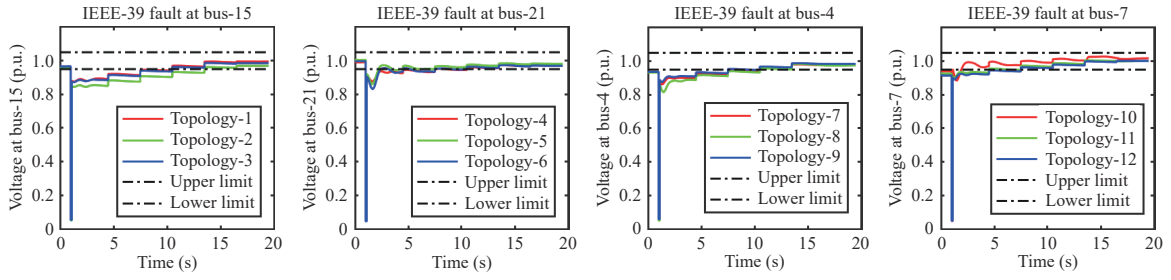 IEEE-39 fault at bus-15
Voltage at bus-15 (p.u.)
1.0
0.8
0.6
0.4
0.2
0
Topology-1
Topology-2
Topology-3
Upper limit
Lower limit
0 5 10 15 20
Time (s)
IEEE-39 fault at bus-21
Voltage at bus-21 (p.u.)
1.0
0.8
0.6
0.4
0.2
0
Topology-4
Topology-5
Topology-6
Upper limit
Lower limit
0 5 10 15 20
Time (s)
IEEE-39 fault at bus-4
Voltage at bus-4 (p.u.)
1.0
0.8
0.6
0.4
0.2
0
Topology-7
Topology-8
Topology-9
Upper limit
Lower limit
0 5 10 15 20
Time (s)
IEEE-39 fault at bus-7
Voltage at bus-7 (p.u.)
1.0
0.8
0.6
0.4
0.2
0
Topology-10
Topology-11
Topology-12
Upper limit
Lower limit
0 5 10 15 20
Time (s)